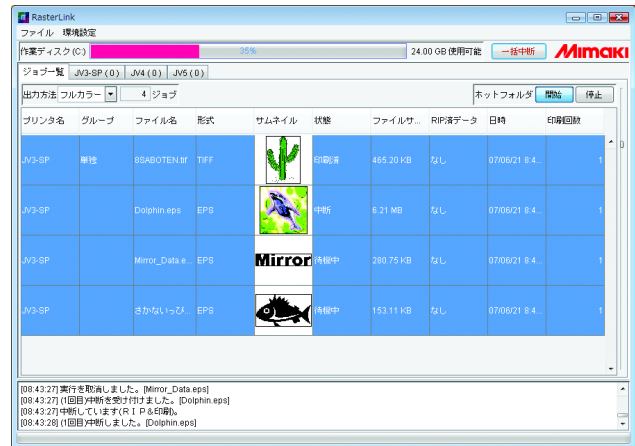 RasterLink
ファイル 環境設定
作業ディスク(C:) 35% 24.00 GB 使用可能 一括中断 Mimaki
ジョブ一覧 JV3-SP ( 0 ) JV4 ( 0 ) JV5 ( 0 )
出力方法 フルカラー 4 ジョブ ホットフォルダ 開始 停止
プリンタ名 グループ ファイル名 形式 サムネイル 状態 ファイルサ... RIP済データ 日時 印刷回数
JV3-SP 単独 8SABOTEN.tif TIFF 印刷済 465.20 KB なし 07/06/21 8:4... 1
JV3-SP Dolphin.eps EPS 中断 6.21 MB なし 07/06/21 8:4... 1
JV3-SP Mirror_Data.e... EPS Mirror 待機中 280.75 KB なし 07/06/21 8:4... 1
JV3-SP さかないっぴ... EPS 待機中 153.11 KB なし 07/06/21 8:4... 1
[08:43:27] 実行を取消しました。[Mirror_Data.eps]
[08:43:27] (1回目)中断を受け付けました。[Dolphin.eps]
[08:43:27] 中断しています(ＲＩＰ＆印刷)。
[08:43:28] (1回目)中断しました。[Dolphin.eps]